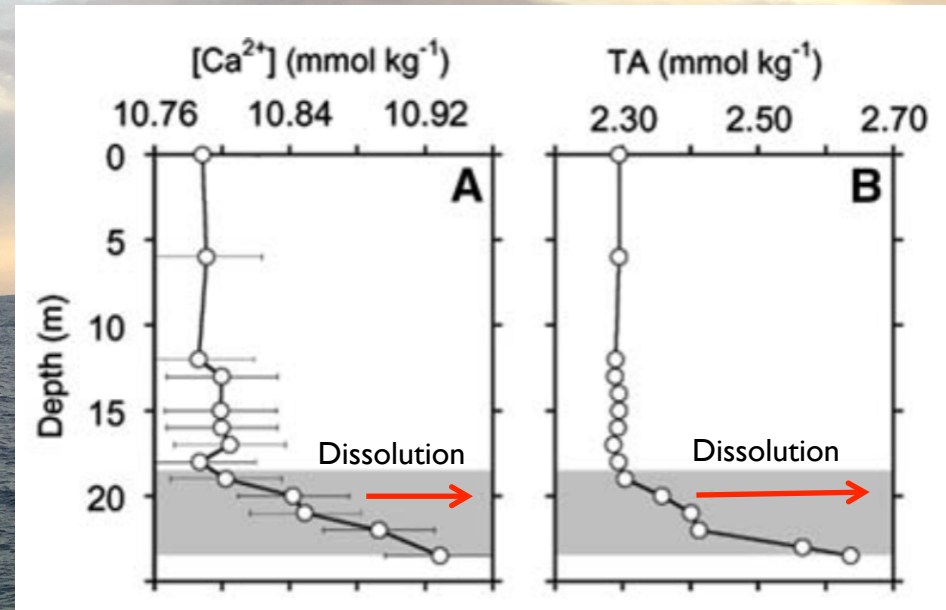 [Ca²⁺] (mmol kg⁻¹)
10.76 10.84 10.92
TA (mmol kg⁻¹)
2.30 2.50 2.70
Depth (m)
0
5
10
15
20
A
Dissolution
B
Dissolution